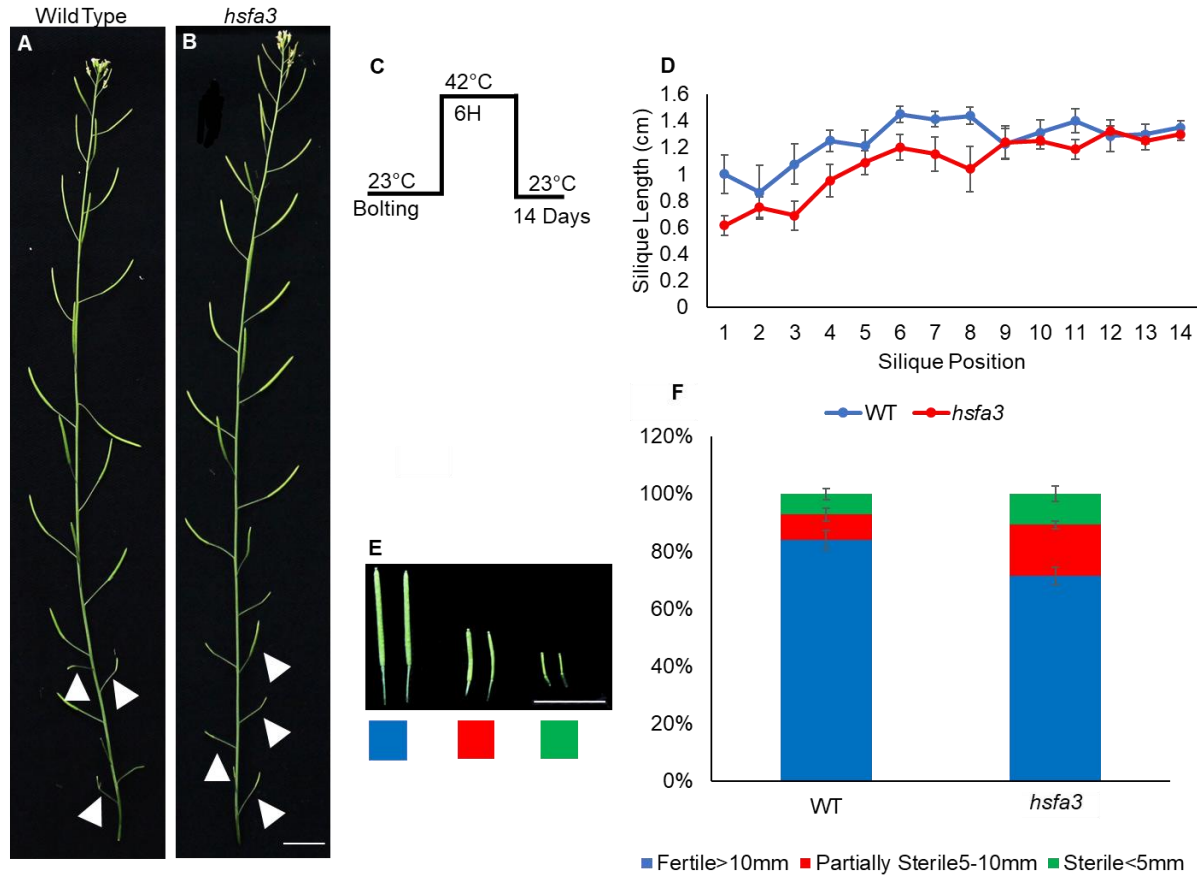 Wild Type
hsfa3
A
B
C
42°C
6H
23°C
23°C
Bolting
14 Days
D
1.6
1.4
1.2
1
0.8
0.6
0.4
0.2
0
Silique Length (cm)
1 2 3 4 5 6 7 8 9 10 11 12 13 14
Silique Position
WT hsfa3
E
F
120%
100%
80%
60%
40%
20%
0%
WT
hsfa3
Fertile>10mm Partially Sterile5-10mm Sterile<5mm